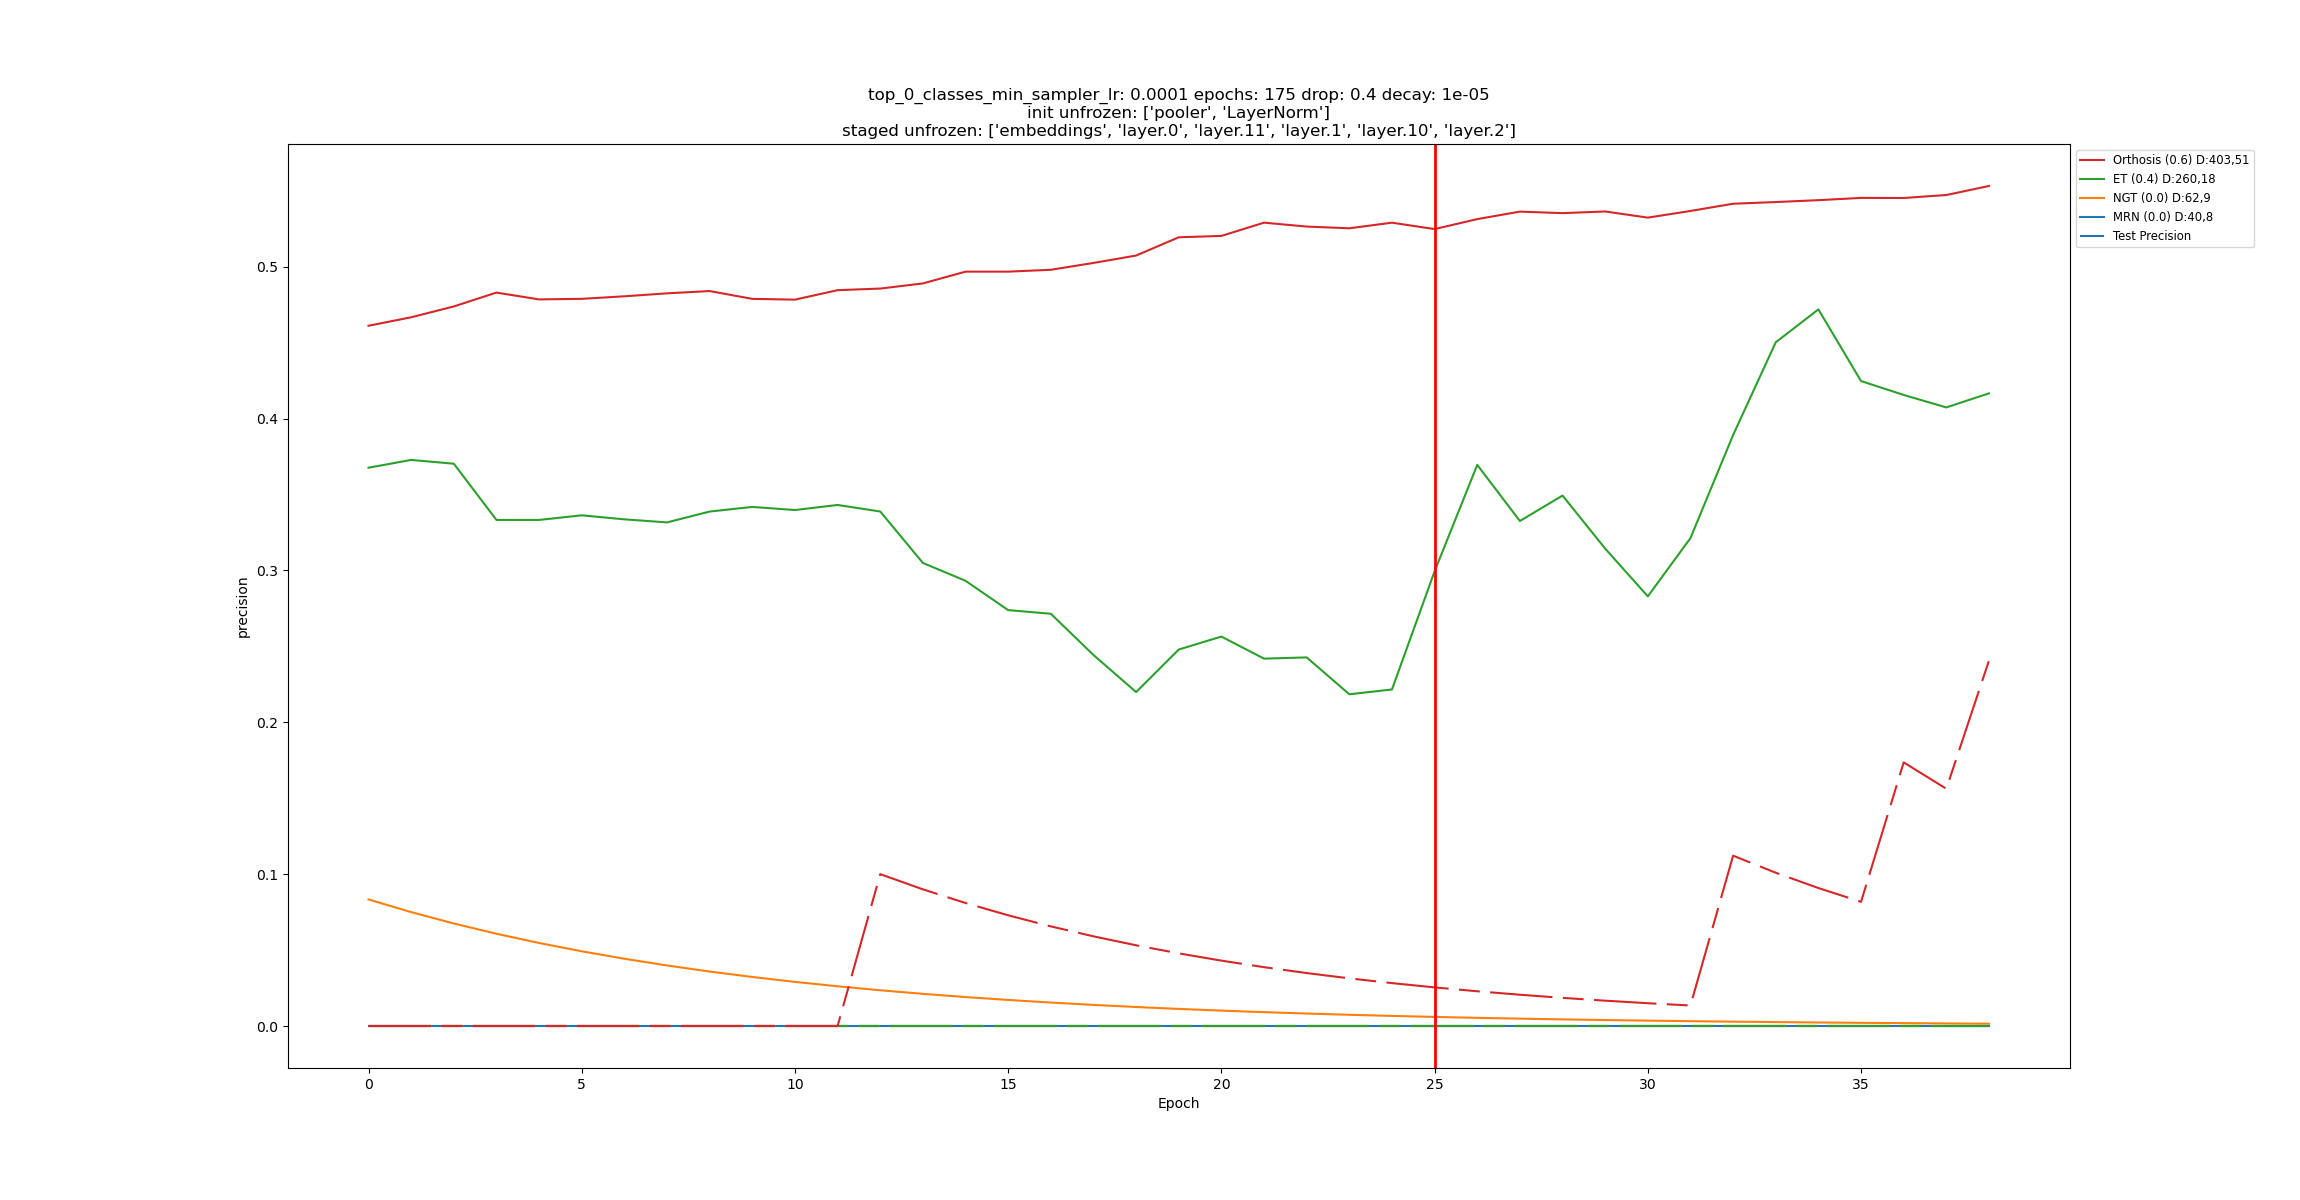 top_0_classes_min_sampler_lr: 0.0001 epochs: 175 drop: 0.4 decay: 1e-05
init unfrozen: ['pooler', 'LayerNorm']
staged unfrozen: ['embeddings', 'layer.0', 'layer.11', 'layer.1', 'layer.10', 'layer.2']
Orthosis (0.6) D:403,51
ET (0.4) D:260,18
NGT (0.0) D:62,9
MRN (0.0) D:40,8
Test Precision
0.5
0.4
0.3
0.2
0.1
0.0
precision
0 5 10 15 20 25 30 35
Epoch